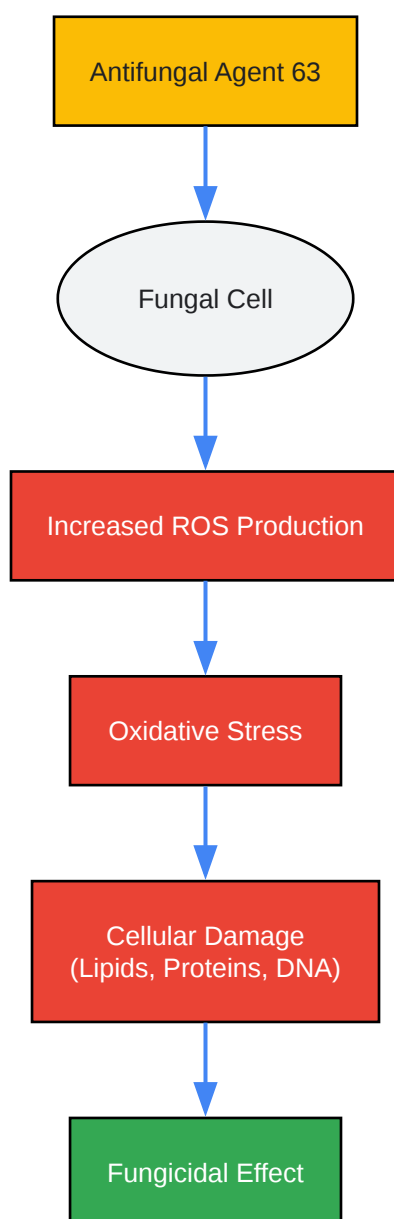 Antifungal Agent 63
Fungal Cell
Increased ROS Production
Oxidative Stress
Cellular Damage
(Lipids, Proteins, DNA)
Fungicidal Effect